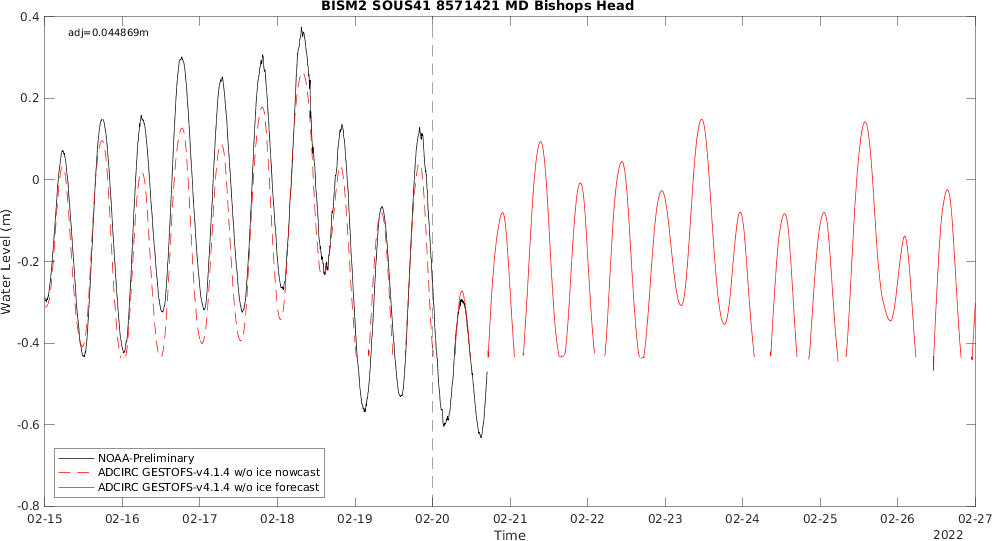 BISM2 SOUS41 8571421 MD Bishops Head
adj=0.044869m
0.4
0.2
0
-0.2
-0.4
-0.6
-0.8
Water Level (m)
NOAA-Preliminary
ADCIRC GESTOFS-v4.1.4 w/o ice nowcast
ADCIRC GESTOFS-v4.1.4 w/o ice forecast
02-15 02-16 02-17 02-18 02-19 02-20 02-21 02-22 02-23 02-24 02-25 02-26 02-27
Time
2022